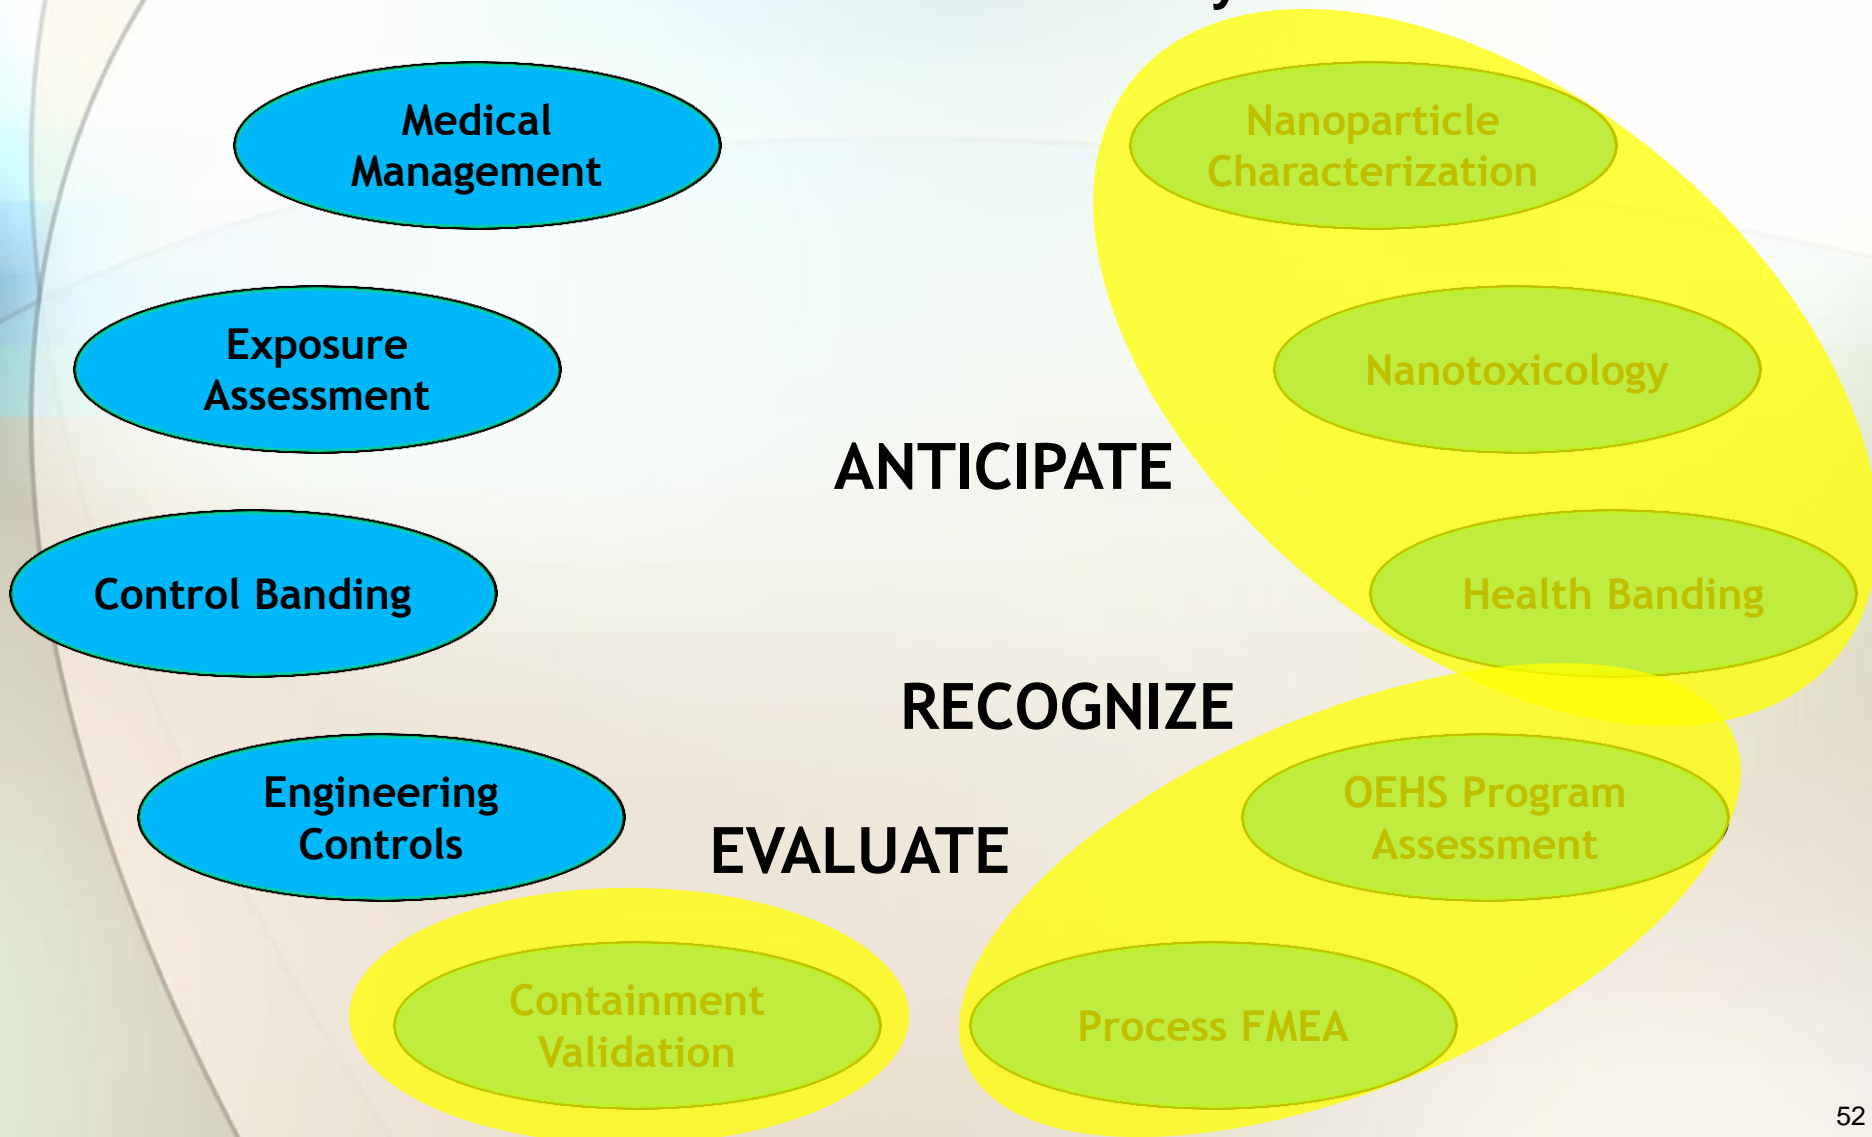 Medical
Management
Nanoparticle
Characterization
Exposure
Assessment
Nanotoxicology
ANTICIPATE
Control Banding
Health Banding
RECOGNIZE
Engineering
Controls
OEHS Program
Assessment
EVALUATE
Containment
Validation
Process FMEA
52